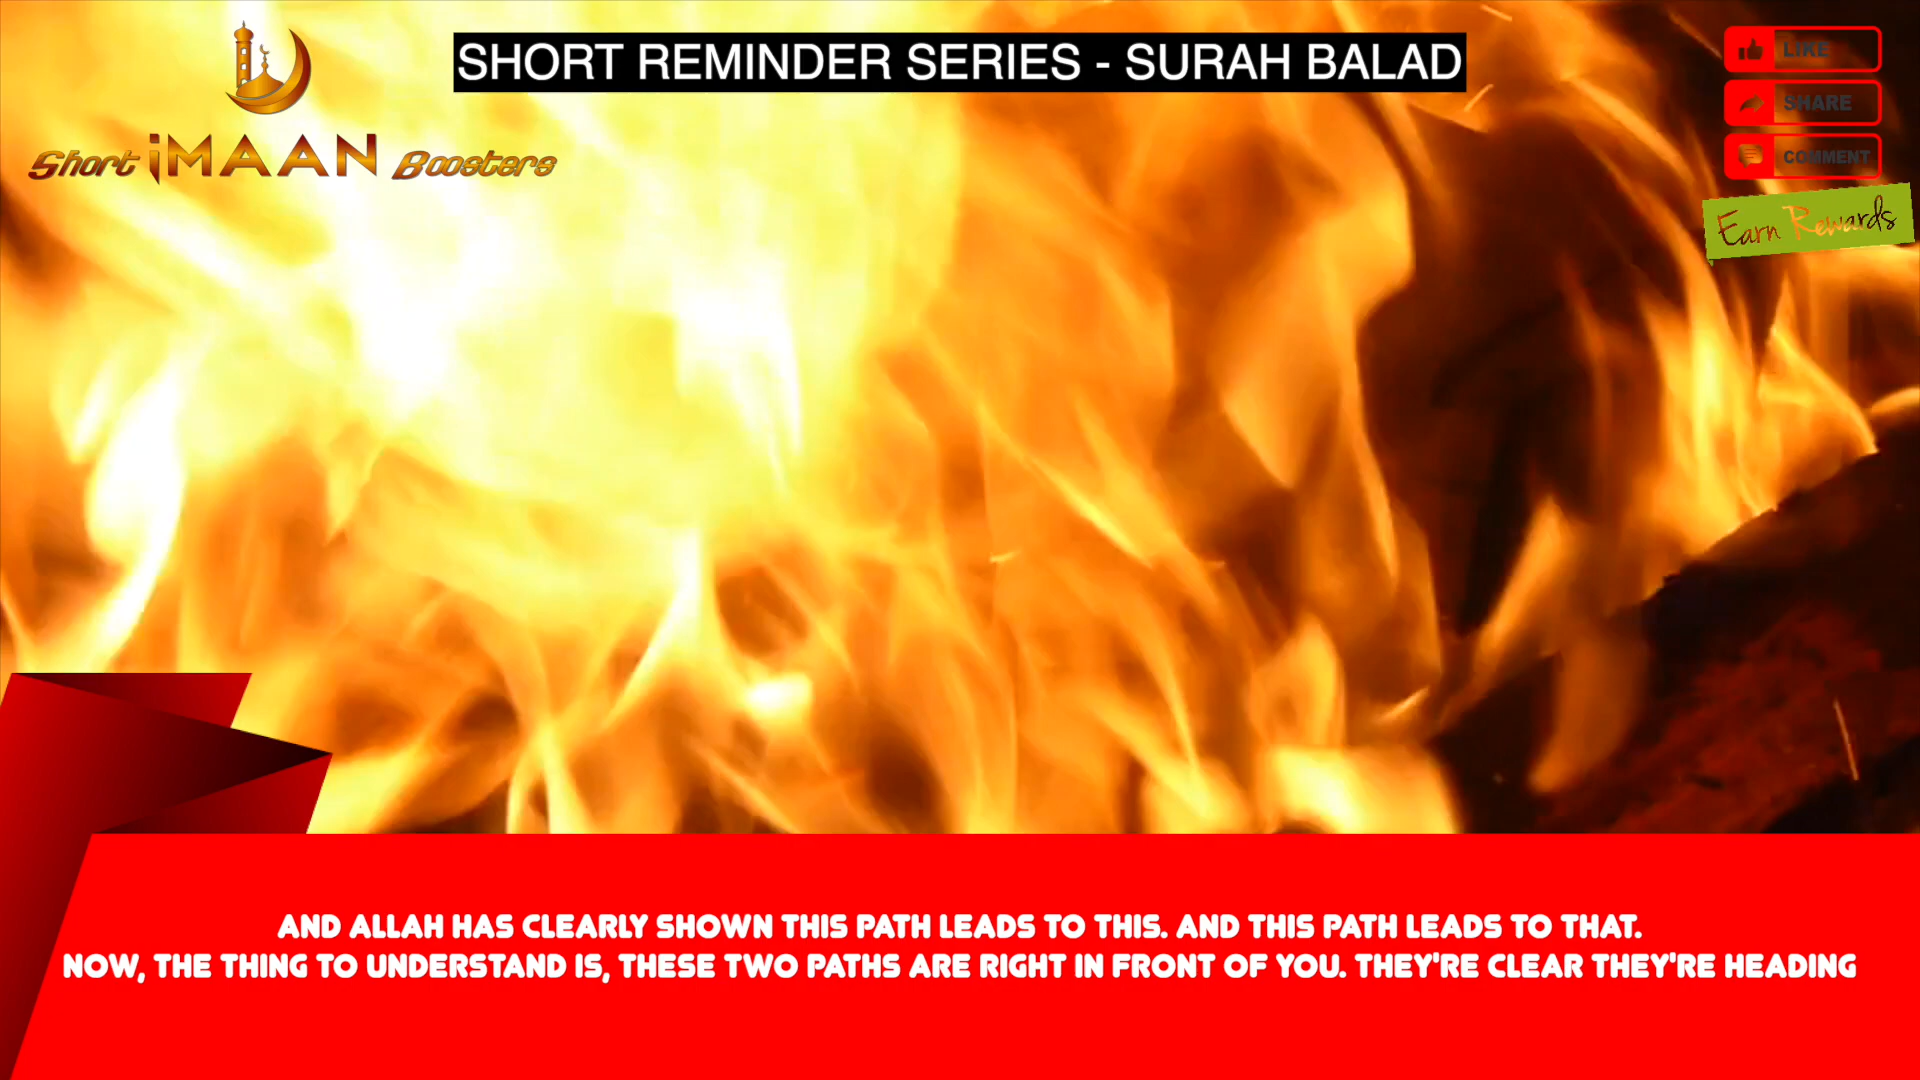 SHORT REMINDER SERIES - SURAH BALAD
Short iMAAN Boosters
LIKE
SHARE
COMMENT
Earn Rewards
AND ALLAH HAS CLEARLY SHOWN THIS PATH LEADS TO THIS. AND THIS PATH LEADS TO THAT.
NOW, THE THING TO UNDERSTAND IS, THESE TWO PATHS ARE RIGHT IN FRONT OF YOU. THEY'RE CLEAR THEY'RE HEADING